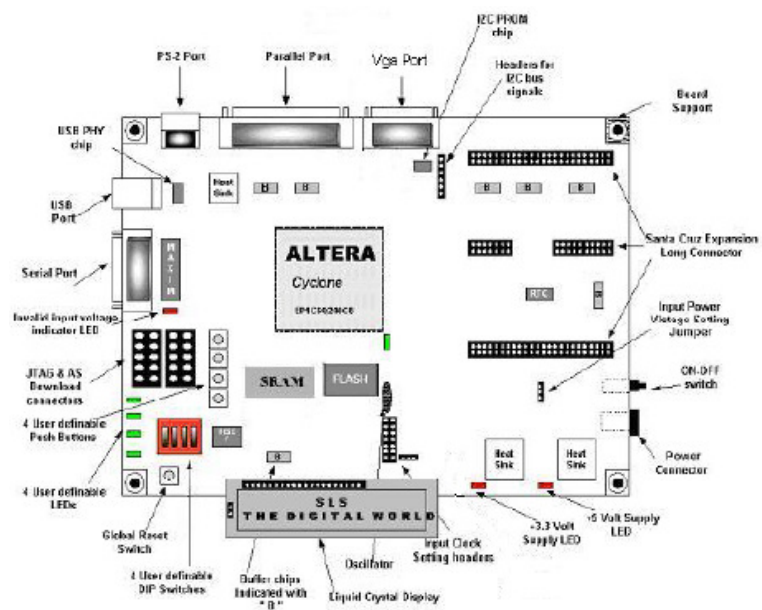 I2C PROM
chip
PS-2 Port
Parallel Port
Vga Port
Headers for
I2C bus
signals
Board
Support
USB PHY
chip
Heat
Sink
B
B
B
B
B
USB
Port
Serial Port
MAXIM
ALTERA
Cyclone
Santa Cruz Expansion
Long Connector
RTC
B
Invalid input voltage
indicator LED
Input Power
Voltage Setting
Jumper
JTAG & AS
Download
connectors
SRAM
FLASH
ON-OFF
switch
4 User definable
Push Buttons
B
Heat
Sink
Heat
Sink
Power
Connector
4 User definable
LEDs
SLS
THE DIGITAL WORLD
Global Reset
Switch
+3.3 Volt
Supply LED
+5 Volt Supply
LED
Input Clock
Setting headers
Oscillator
4 User definable
DIP Switches
Buffer chips
Indicated with
"B"
Liquid Crystal Display